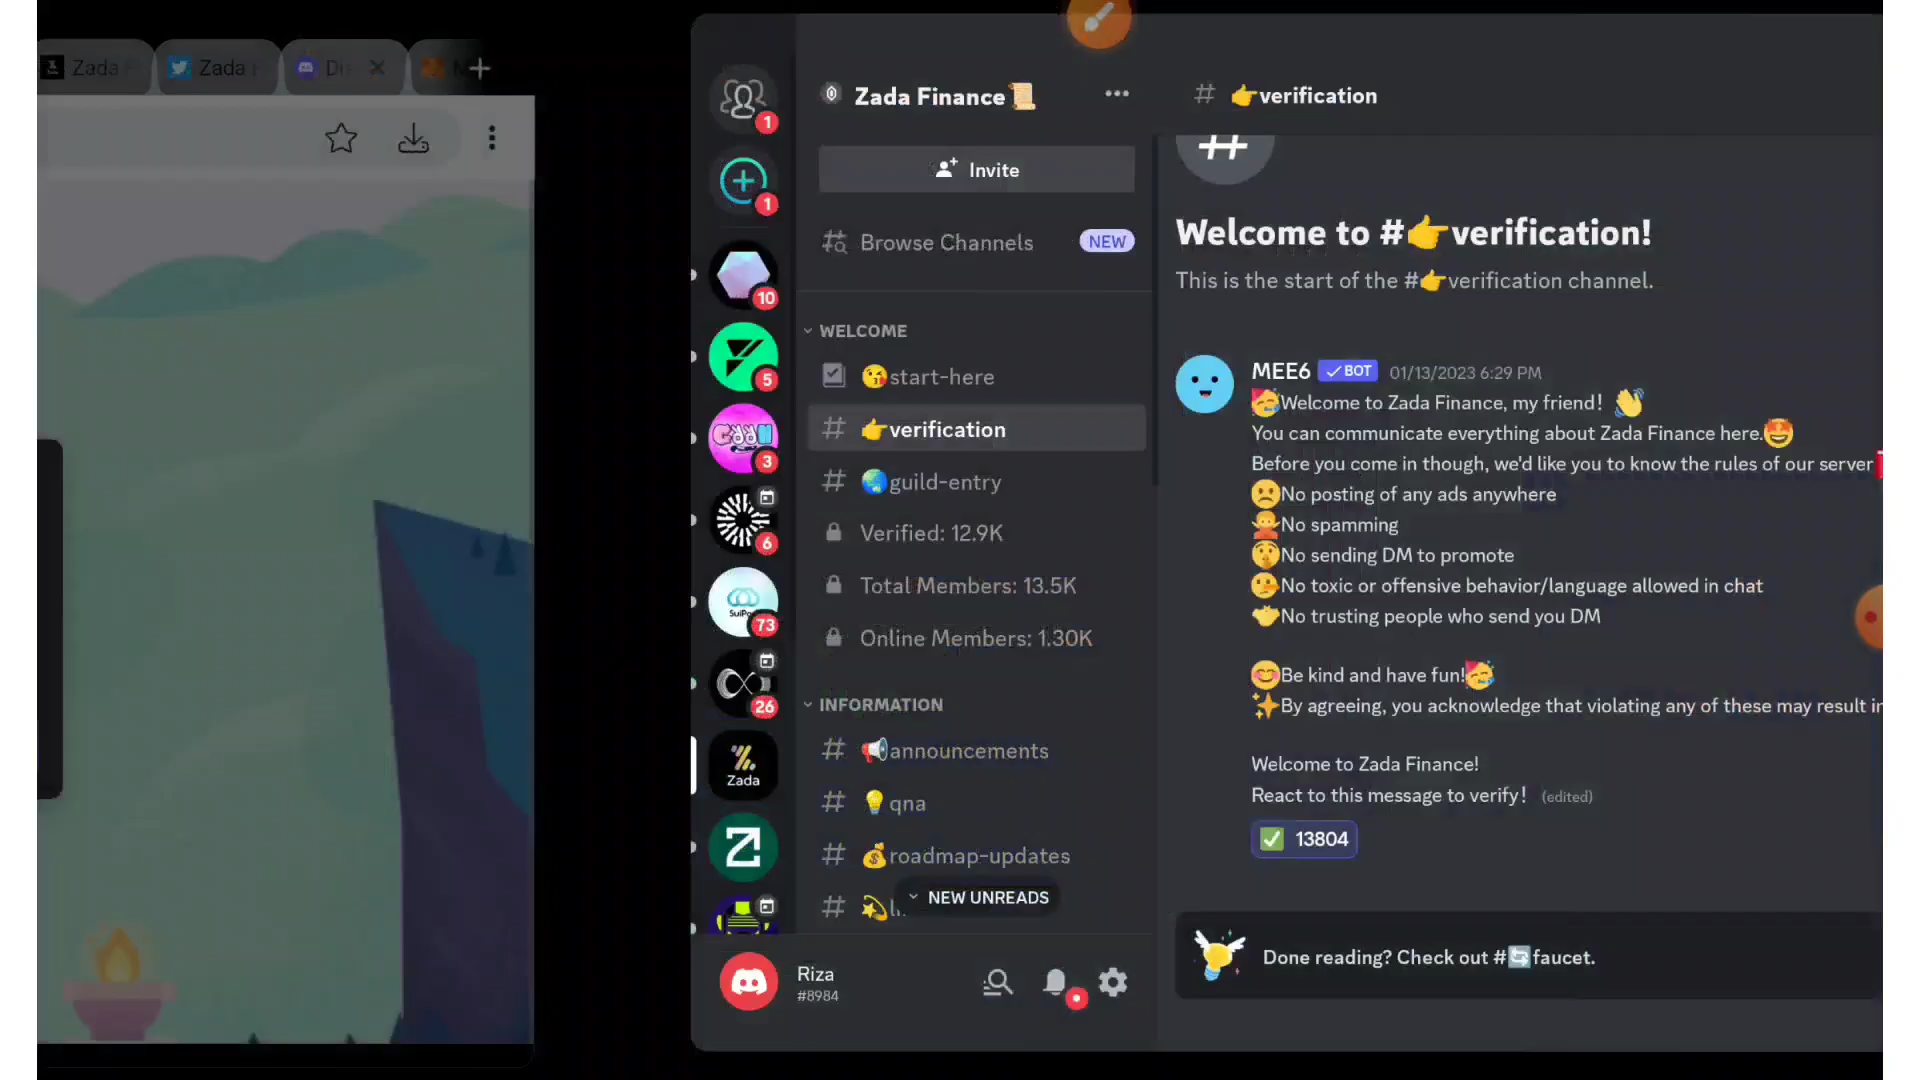 Zada F
Zada
Di
Zada Finance📜
Invite
Browse Channels
NEW
WELCOME
😘start-here
👉verification
🌏guild-entry
Verified: 12.9K
Total Members: 13.5K
Online Members: 1.30K
INFORMATION
📢announcements
💡qna
💰roadmap-updates
NEW UNREADS
1
1
10
5
3
6
73
26
Zada
Riza
#8984
# 👉verification
Welcome to #👉verification!
This is the start of the #👉verification channel.
MEE6 ✓BOT 01/13/2023 6:29 PM
🥳Welcome to Zada Finance, my friend! 👋
You can communicate everything about Zada Finance here.🤩
Before you come in though, we'd like you to know the rules of our server
🙁No posting of any ads anywhere
🙅No spamming
🤫No sending DM to promote
🤥No toxic or offensive behavior/language allowed in chat
🫱No trusting people who send you DM
😊Be kind and have fun!🥳
✨By agreeing, you acknowledge that violating any of these may result in
Welcome to Zada Finance!
React to this message to verify! (edited)
✅ 13804
Done reading? Check out #🔄faucet.